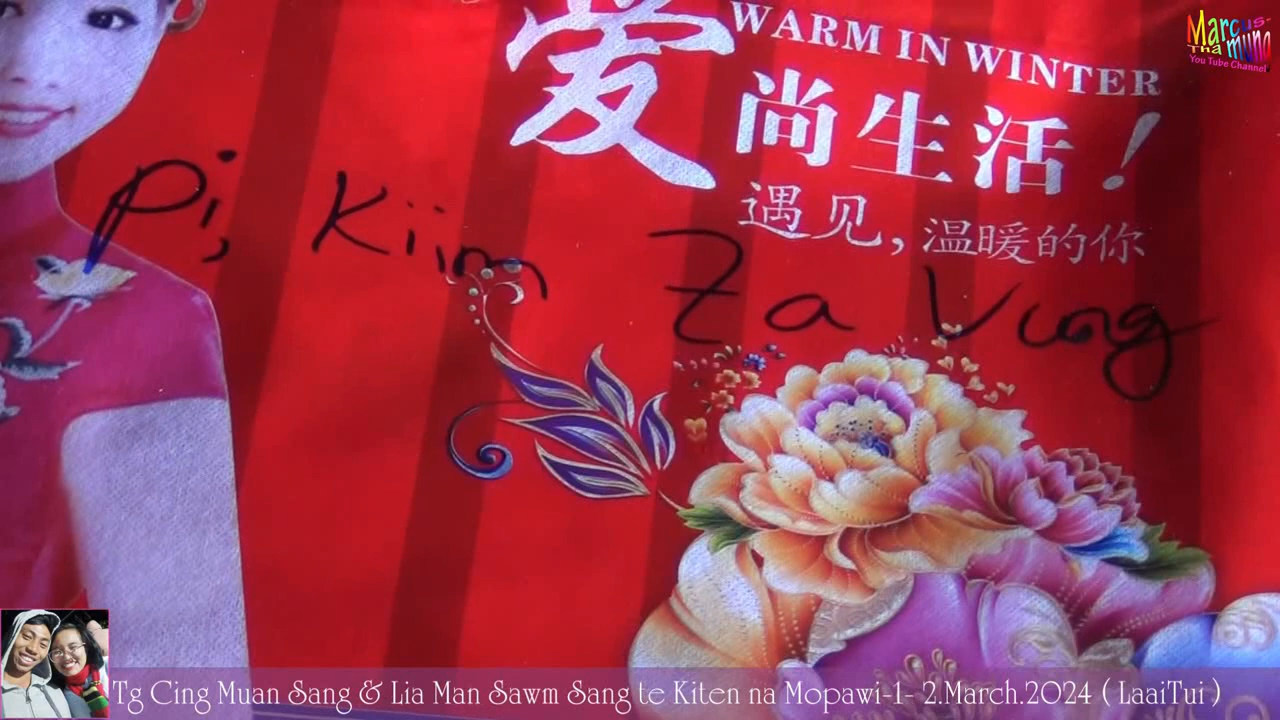 WARM IN WINTER
爱尚生活!
遇见,温暖的你
Pi, Kiim Za Vung
Marcus-
Tha muna
You Tube Channel
Tg Cing Muan Sang & Lia Man Sawm Sang te Kiten na Mopawi-1- 2.March.2024 ( LaaiTui )